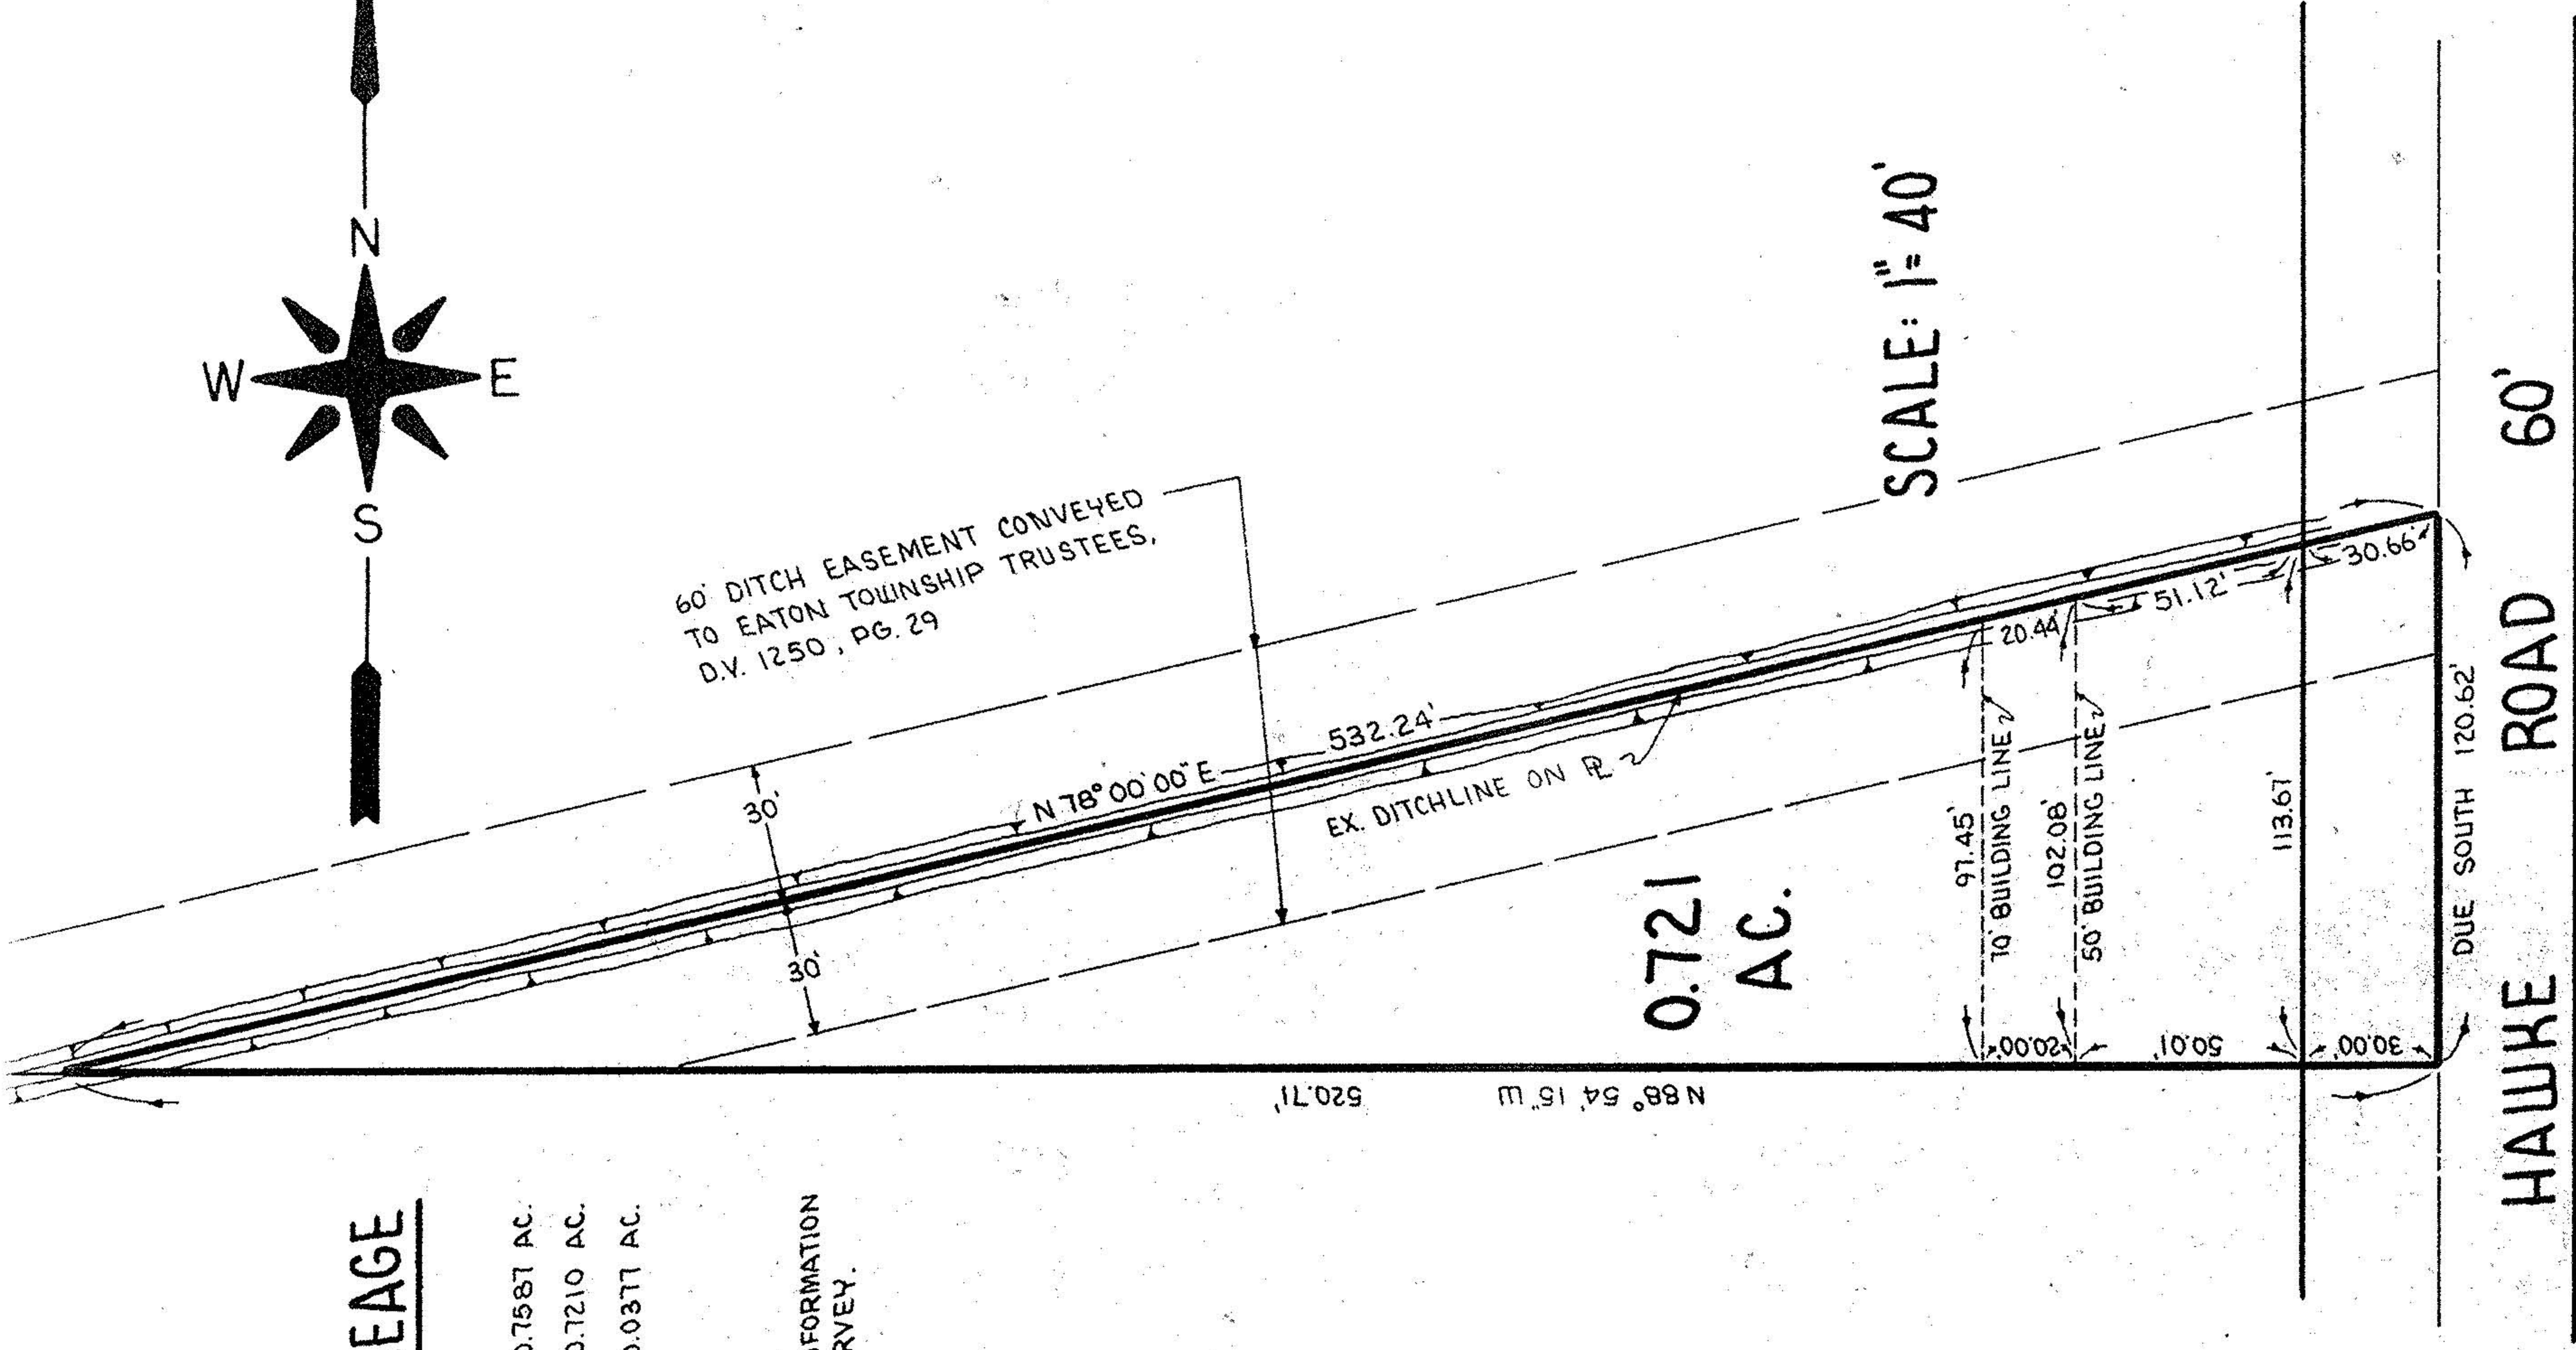 N
W
E
S
60' DITCH EASEMENT CONVEYED
TO EATON TOWNSHIP TRUSTEES,
D.V. 1250, PG. 29
SCALE: 1"= 40'
30'
30'
N 78° 00' 00" E
532.24'
EX. DITCHLINE ON PL
20.44'
51.12'
30.66'
0.721
AC.
97.45'
70' BUILDING LINE
102.08'
50' BUILDING LINE
113.67'
DUE SOUTH 120.62'
20.00'
50.01'
30.00'
N 88° 54' 15" W
520.71'
HAWKE ROAD 60'
EAGE
0.7587 AC.
0.7210 AC.
0.0377 AC.
FORMATION
RVEY.